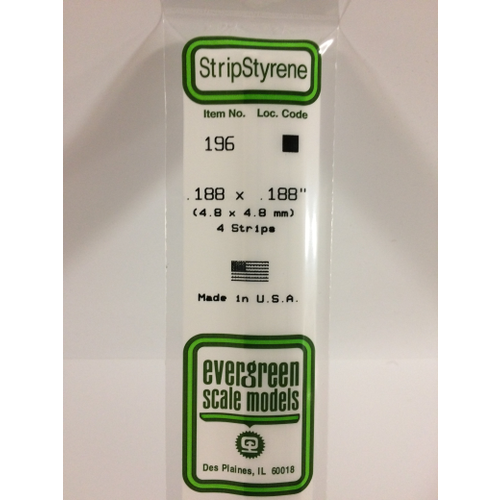 StripStyrene
Item No. Loc. Code
196
.188 x .188"
(4.8 x 4.8 mm)
4 Strips
Made in U.S.A.
evergreen
scale models
Des Plaines, IL 60018